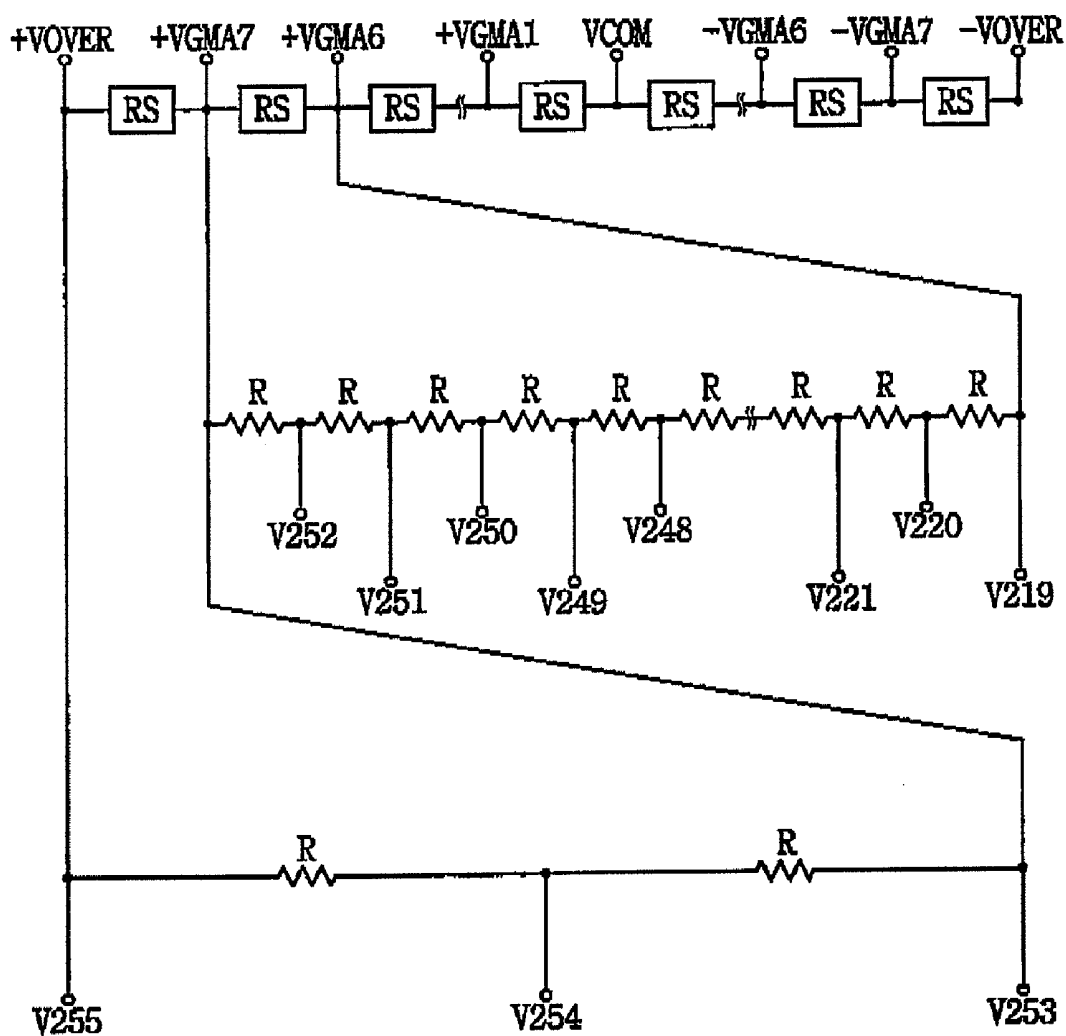 +VOVER +VGMA7 +VGMA6 +VGMA1 VCOM -VGMA6 -VGMA7 -VOVER
RS RS RS RS RS RS RS
R R R R R R R R R
V252 V250 V248 V220
V251 V249 V221 V219
R R
V255 V254 V253